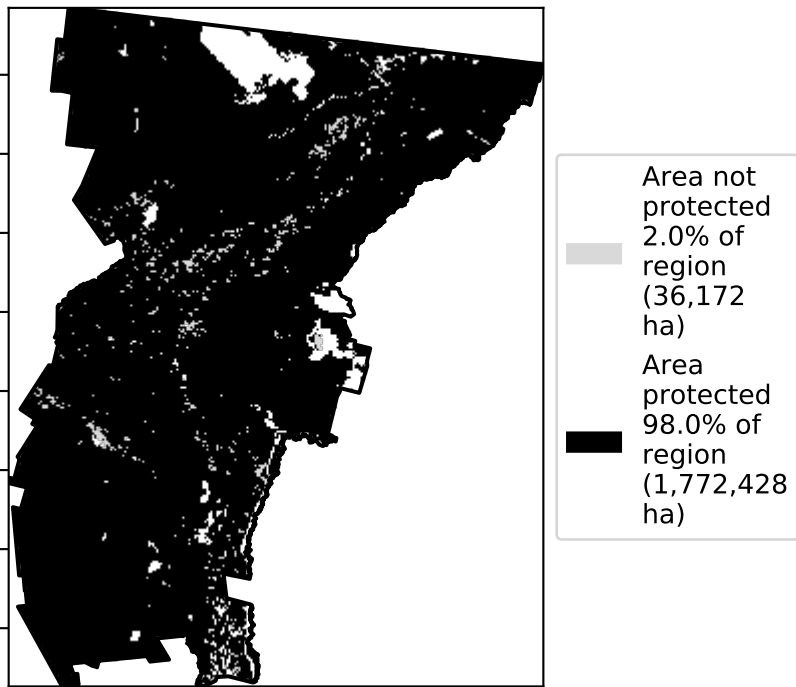 Area not
protected
2.0% of
region
(36,172
ha)
Area
protected
98.0% of
region
(1,772,428
ha)